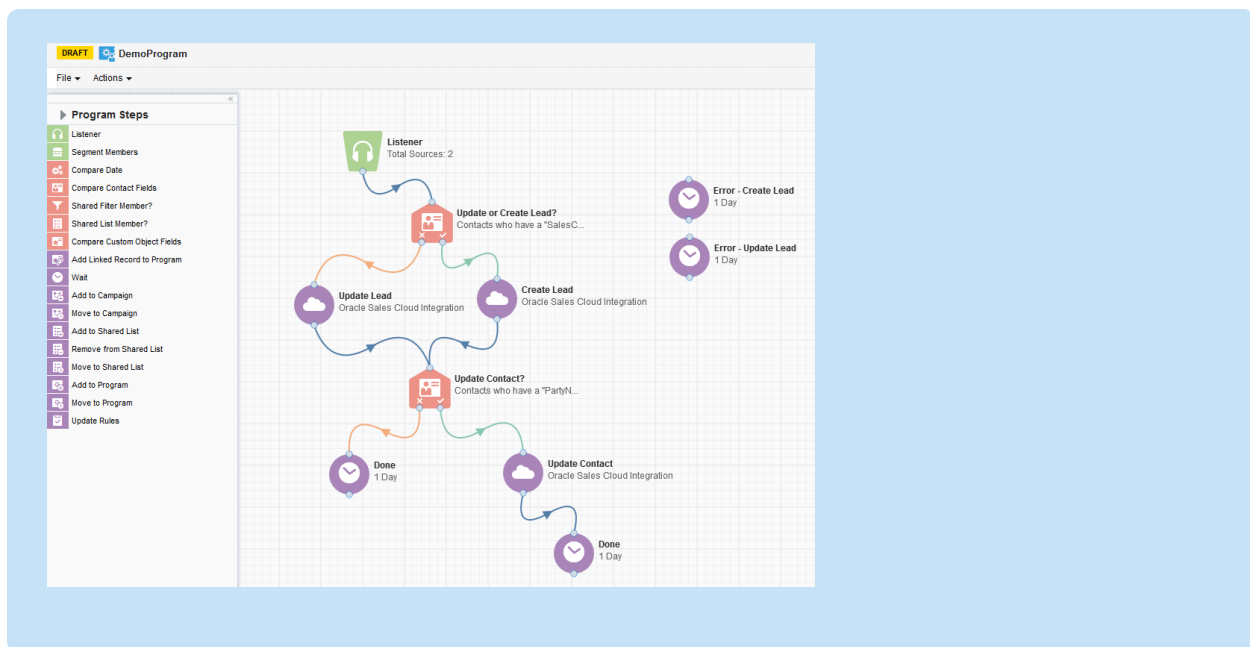 DRAFT DemoProgram
File Actions
Program Steps
Listener
Segment Members
Compare Date
Compare Contact Fields
Shared Filter Member?
Shared List Member?
Compare Custom Object Fields
Add Linked Record to Program
Wait
Add to Campaign
Move to Campaign
Add to Shared List
Remove from Shared List
Move to Shared List
Add to Program
Move to Program
Update Rules
Listener
Total Sources: 2
Update or Create Lead?
Contacts who have a "SalesC...
Error - Create Lead
1 Day
Error - Update Lead
1 Day
Update Lead
Oracle Sales Cloud Integration
Create Lead
Oracle Sales Cloud Integration
Update Contact?
Contacts who have a "PartyN...
Done
1 Day
Update Contact
Oracle Sales Cloud Integration
Done
1 Day